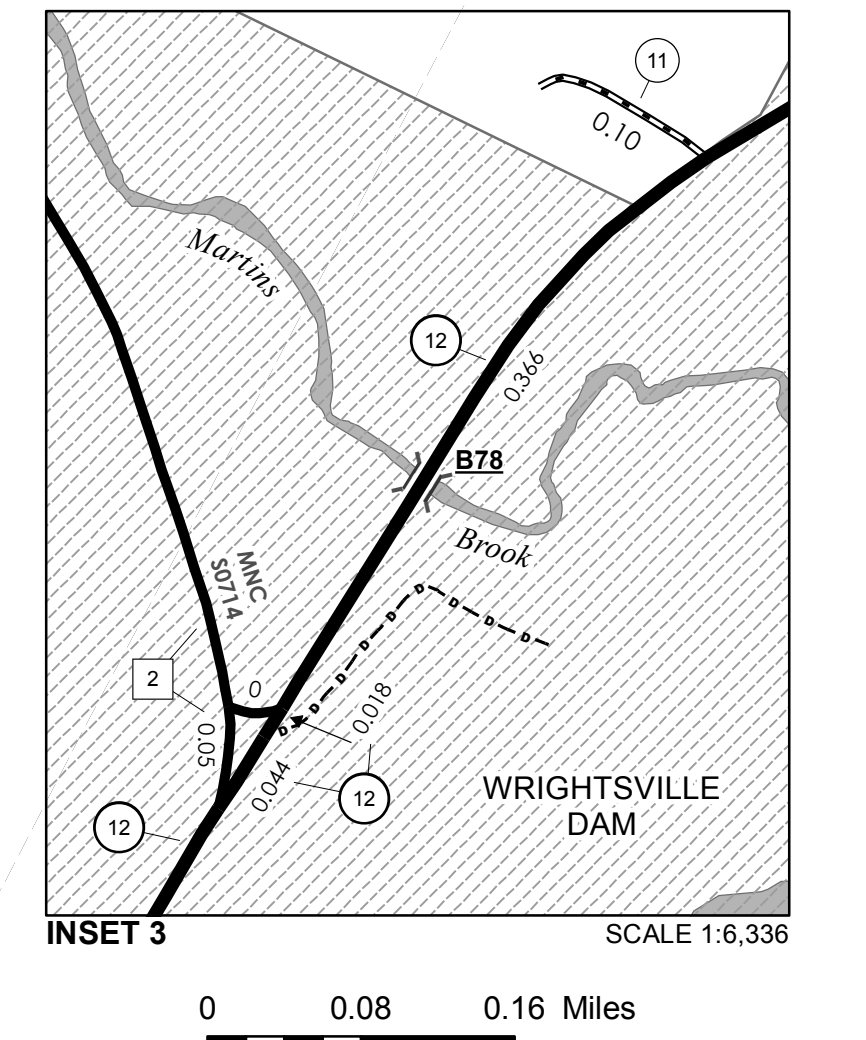 11
0.10
Martins
12
0.366
B78
Brook
MNC
S0714
2
0
0.05
0.018
0.044
12
12
WRIGHTSVILLE
DAM
D D D D D D D D D
INSET 3
SCALE 1:6,336
0 0.08 0.16 Miles